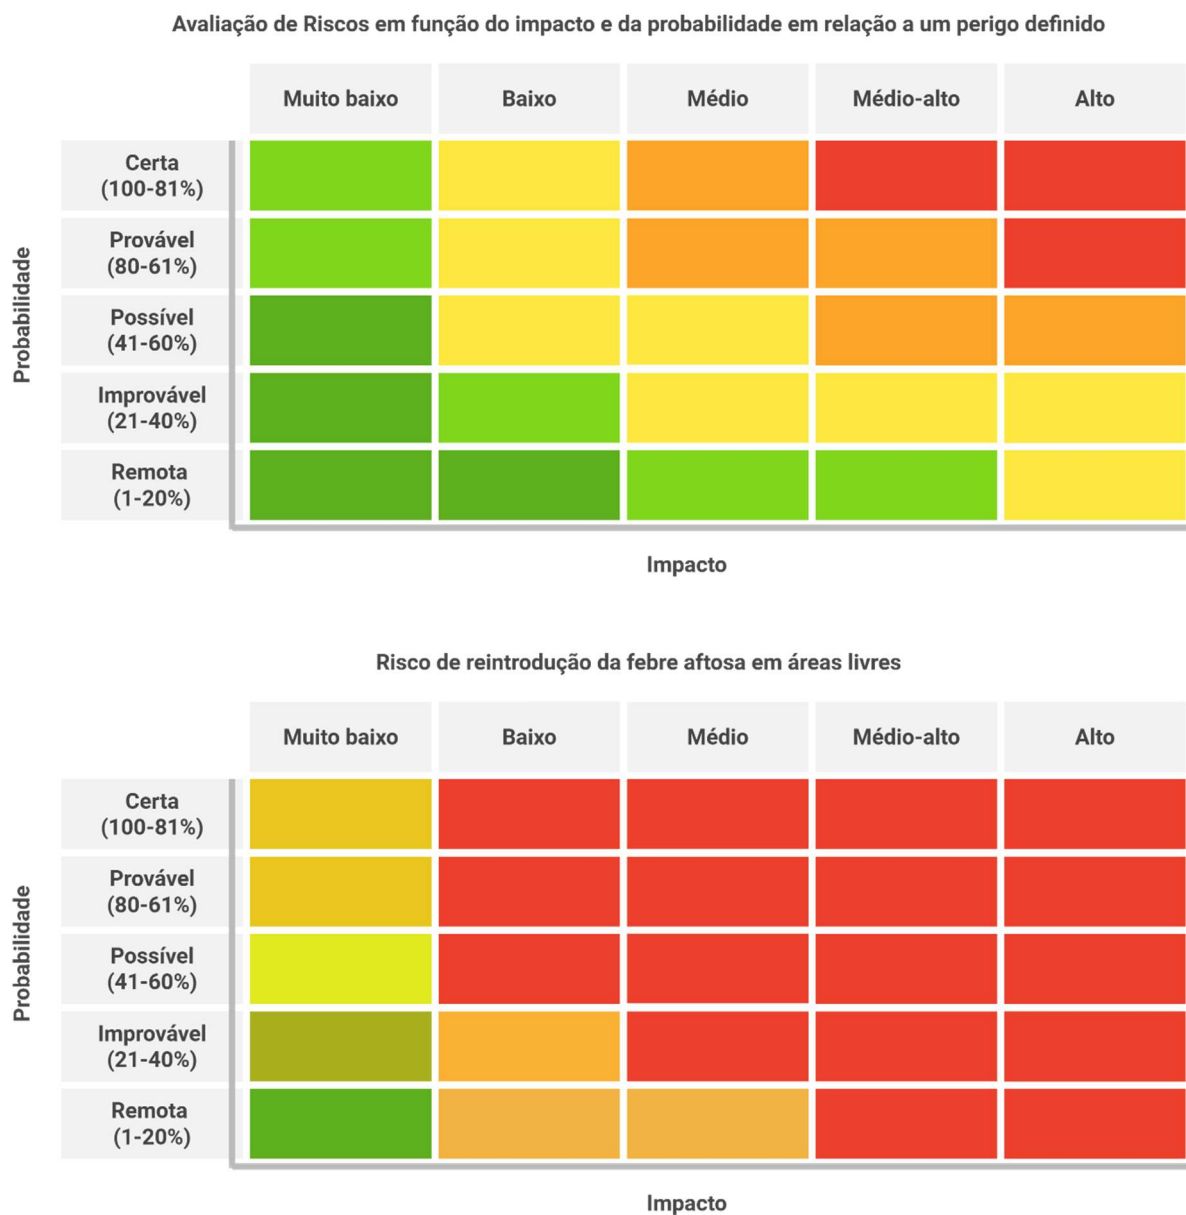 Avaliação de Riscos em função do impacto e da probabilidade em relação a um perigo definido
Muito baixo
Baixo
Médio
Médio-alto
Alto
Probabilidade
Certa
(100-81%)
Provável
(80-61%)
Possível
(41-60%)
Improvável
(21-40%)
Remota
(1-20%)
Impacto
Risco de reintrodução da febre aftosa em áreas livres
Muito baixo
Baixo
Médio
Médio-alto
Alto
Probabilidade
Certa
(100-81%)
Provável
(80-61%)
Possível
(41-60%)
Improvável
(21-40%)
Remota
(1-20%)
Impacto